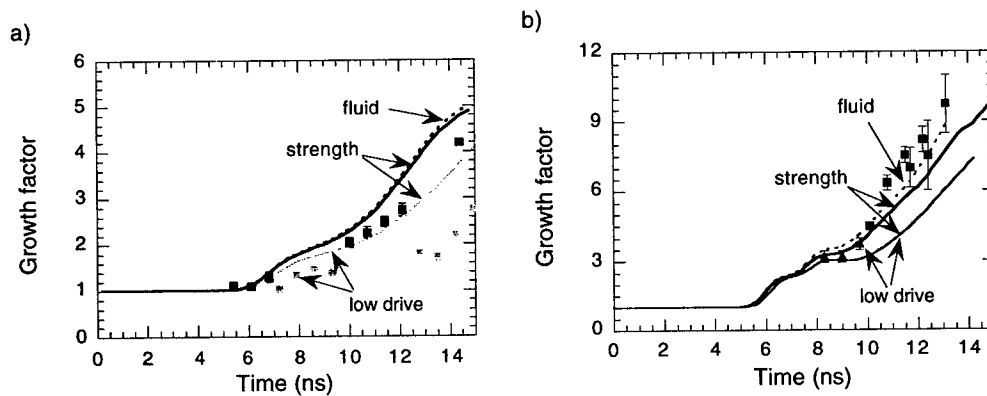 a)
6
5
4
3
2
1
0
Growth factor
fluid
strength
low drive
0 2 4 6 8 10 12 14
Time (ns)
b)
12
9
6
3
0
Growth factor
fluid
strength
low drive
0 2 4 6 8 10 12 14
Time (ns)